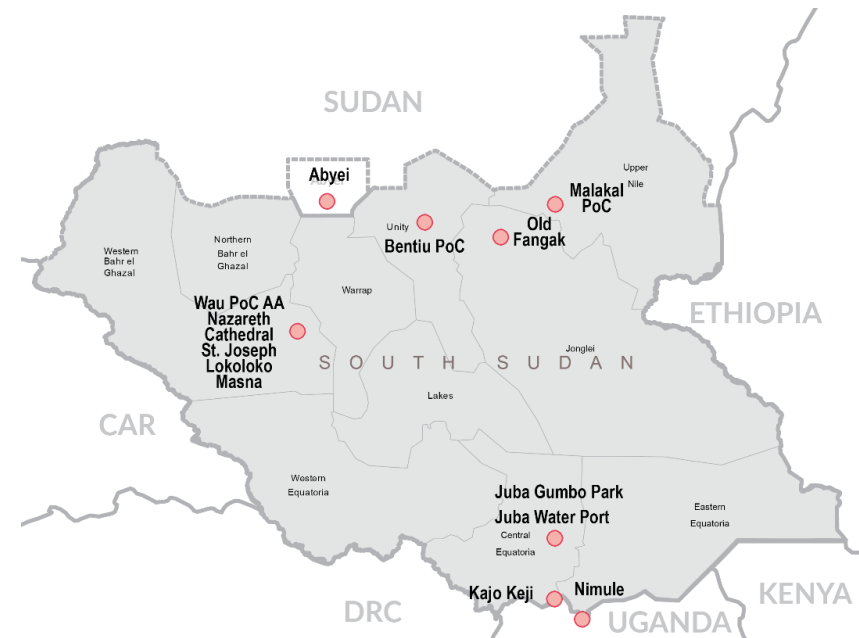 SUDAN
Abyei
Upper
Nile
Malakal
PoC
Old
Fangak
Unity
Bentiu PoC
Northern
Bahr el
Ghazal
Western
Bahr el
Ghazal
Warrap
Wau PoC AA
Nazareth
Cathedral
St. Joseph
Lokoloko
Masna
ETHIOPIA
Jonglei
SOUTH SUDAN
Lakes
CAR
Western
Equatoria
Juba Gumbo Park
Juba Water Port
Central
Equatoria
Eastern
Equatoria
Kajo Keji
Nimule
DRC
UGANDA
KENYA